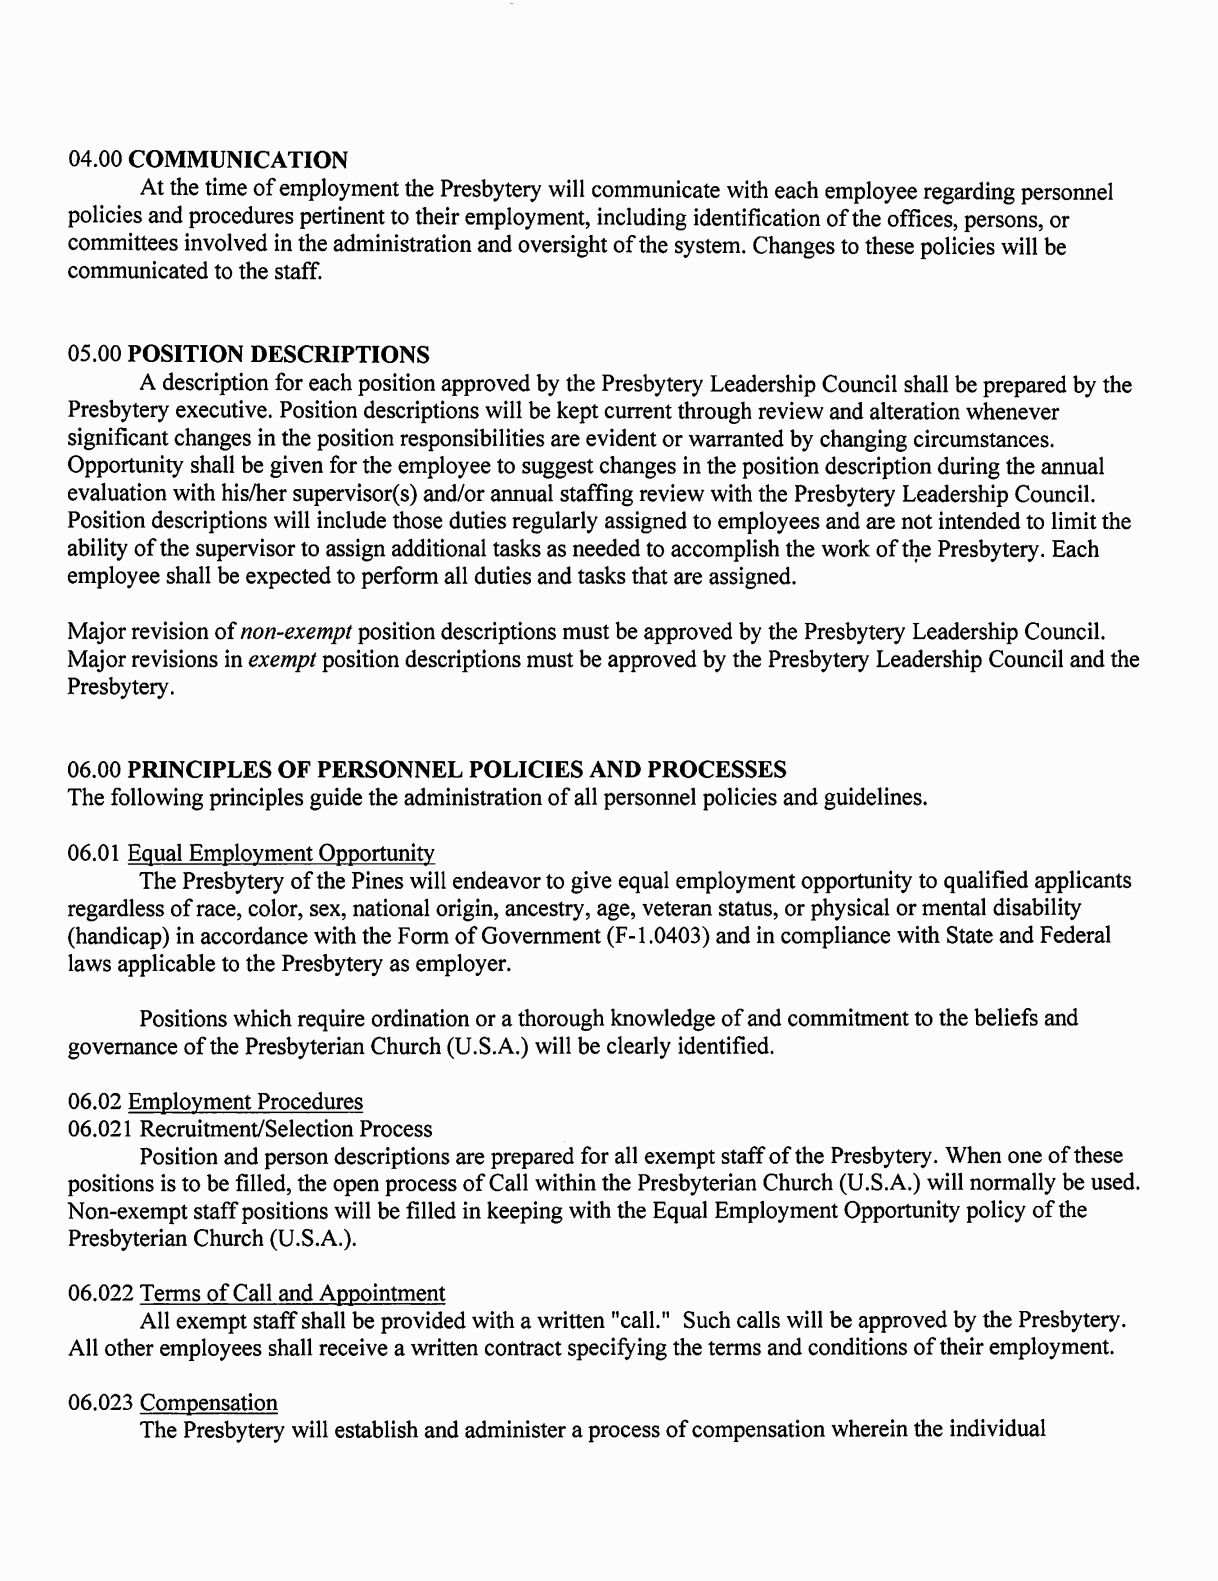 04.00 COMMUNICATION
At the time of employment the Presbytery will communicate with each employee regarding personnel
policies and procedures pertinent to their employment, including identification of the offices, persons, or
committees involved in the administration and oversight of the system. Changes to these policies will be
communicated to the staff.
05.00 POSITION DESCRIPTIONS
A description for each position approved by the Presbytery Leadership Council shall be prepared by the
Presbytery executive. Position descriptions will be kept current through review and alteration whenever
significant changes in the position responsibilities are evident or warranted by changing circumstances.
Opportunity shall be given for the employee to suggest changes in the position description during the annual
evaluation with his/her supervisor(s) and/or annual staffing review with the Presbytery Leadership Council.
Position descriptions will include those duties regularly assigned to employees and are not intended to limit the
ability of the supervisor to assign additional tasks as needed to accomplish the work of the Presbytery. Each
employee shall be expected to perform all duties and tasks that are assigned.
Major revision of non-exempt position descriptions must be approved by the Presbytery Leadership Council.
Major revisions in exempt position descriptions must be approved by the Presbytery Leadership Council and the
Presbytery.
06.00 PRINCIPLES OF PERSONNEL POLICIES AND PROCESSES
The following principles guide the administration of all personnel policies and guidelines.
06.01 Equal Employment Opportunity
The Presbytery of the Pines will endeavor to give equal employment opportunity to qualified applicants
regardless of race, color, sex, national origin, ancestry, age, veteran status, or physical or mental disability
(handicap) in accordance with the Form of Government (F-1.0403) and in compliance with State and Federal
laws applicable to the Presbytery as employer.
Positions which require ordination or a thorough knowledge of and commitment to the beliefs and
governance of the Presbyterian Church (U.S.A.) will be clearly identified.
06.02 Employment Procedures
06.021 Recruitment/Selection Process
Position and person descriptions are prepared for all exempt staff of the Presbytery. When one of these
positions is to be filled, the open process of Call within the Presbyterian Church (U.S.A.) will normally be used.
Non-exempt staff positions will be filled in keeping with the Equal Employment Opportunity policy of the
Presbyterian Church (U.S.A.).
06.022 Terms of Call and Appointment
All exempt staff shall be provided with a written "call."  Such calls will be approved by the Presbytery.
All other employees shall receive a written contract specifying the terms and conditions of their employment.
06.023 Compensation
The Presbytery will establish and administer a process of compensation wherein the individual